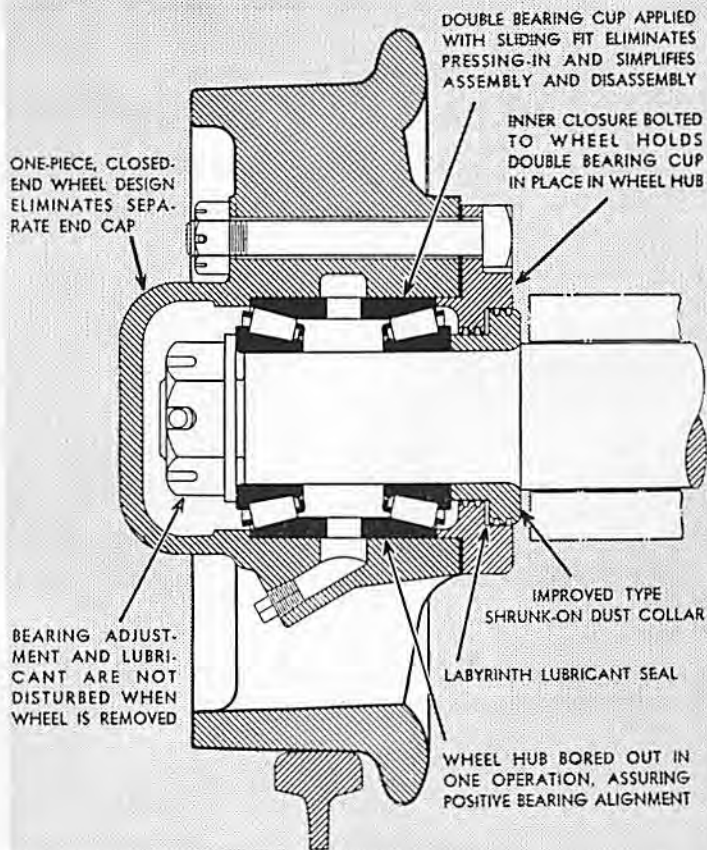 DOUBLE BEARING CUP APPLIED
WITH SLIDING FIT ELIMINATES
PRESSING-IN AND SIMPLIFIES
ASSEMBLY AND DISASSEMBLY
INNER CLOSURE BOLTED
TO WHEEL HOLDS
DOUBLE BEARING CUP
IN PLACE IN WHEEL HUB
ONE-PIECE, CLOSED-
END WHEEL DESIGN
ELIMINATES SEPA-
RATE END CAP
IMPROVED TYPE
SHRUNK-ON DUST COLLAR
BEARING ADJUST-
MENT AND LUBRI-
CANT ARE NOT
DISTURBED WHEN
WHEEL IS REMOVED
LABYRINTH LUBRICANT SEAL
WHEEL HUB BORED OUT IN
ONE OPERATION, ASSURING
POSITIVE BEARING ALIGNMENT